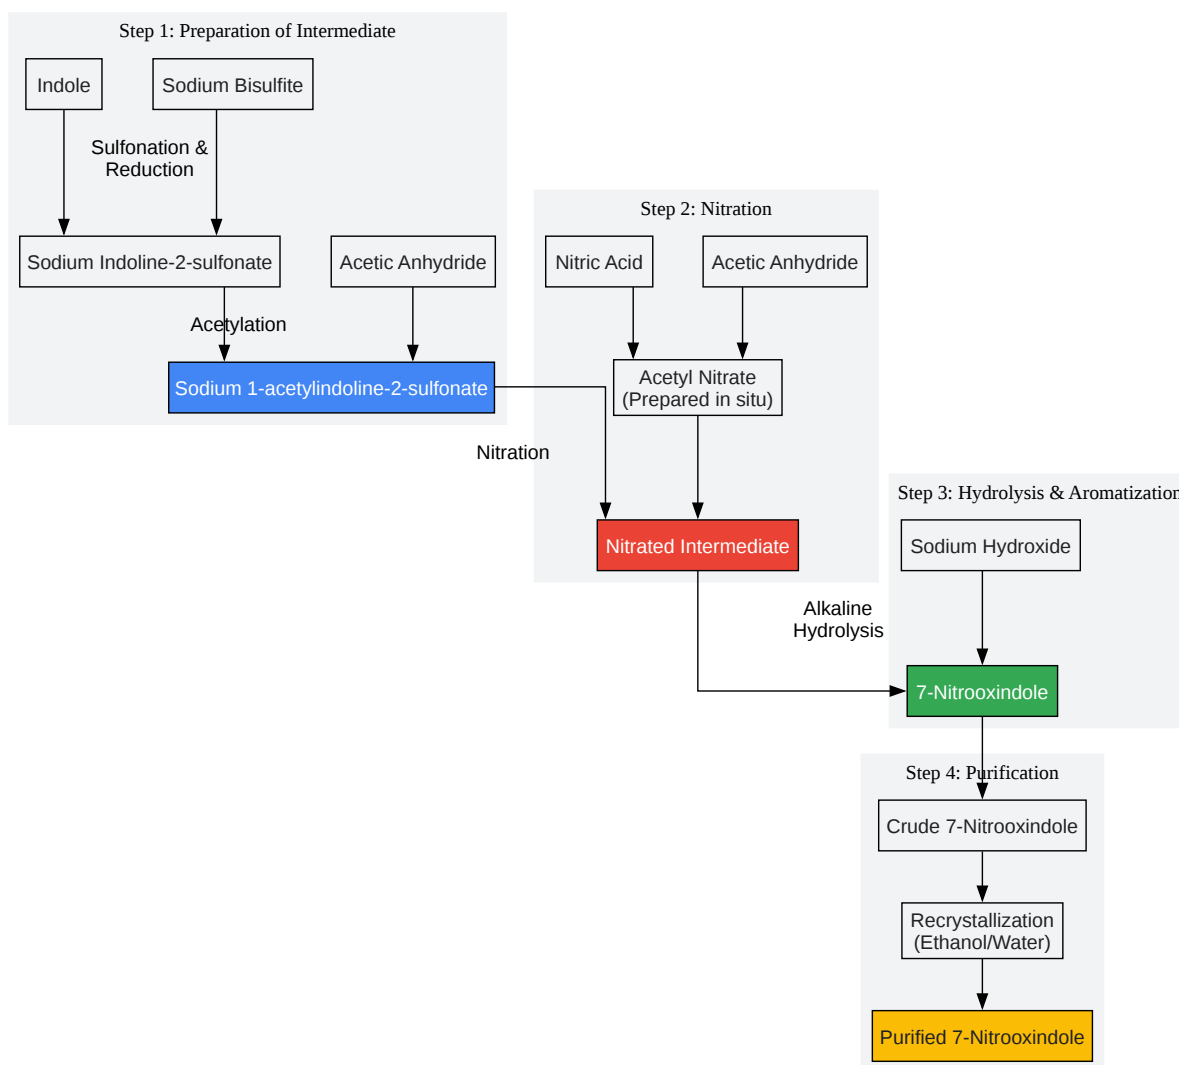 Step 1: Preparation of Intermediate
Indole
Sodium Bisulfite
Sulfonation &
Reduction
Sodium Indoline-2-sulfonate
Acetic Anhydride
Acetylation
Sodium 1-acetylindoline-2-sulfonate
Step 2: Nitration
Nitric Acid
Acetic Anhydride
Acetyl Nitrate
(Prepared in situ)
Nitration
Nitrated Intermediate
Step 3: Hydrolysis & Aromatization
Sodium Hydroxide
Alkaline
Hydrolysis
7-Nitrooxindole
Step 4: Purification
Crude 7-Nitrooxindole
Recrystallization
(Ethanol/Water)
Purified 7-Nitrooxindole